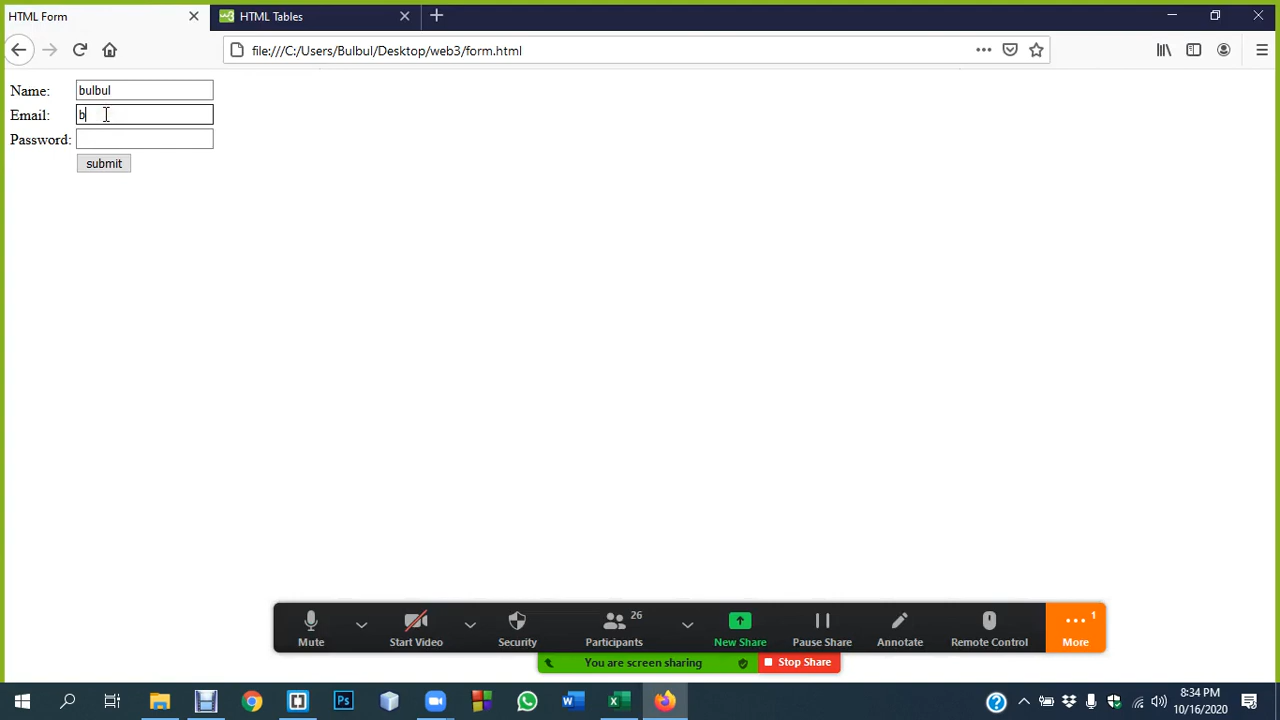 HTML Form
HTML Tables
file:///C:/Users/Bulbul/Desktop/web3/form.html
Name: bulbul
Email: b
Password:
submit
26
1
Mute
Start Video
Security
Participants
New Share
Pause Share
Annotate
Remote Control
More
You are screen sharing
Stop Share
8:34 PM
10/16/2020